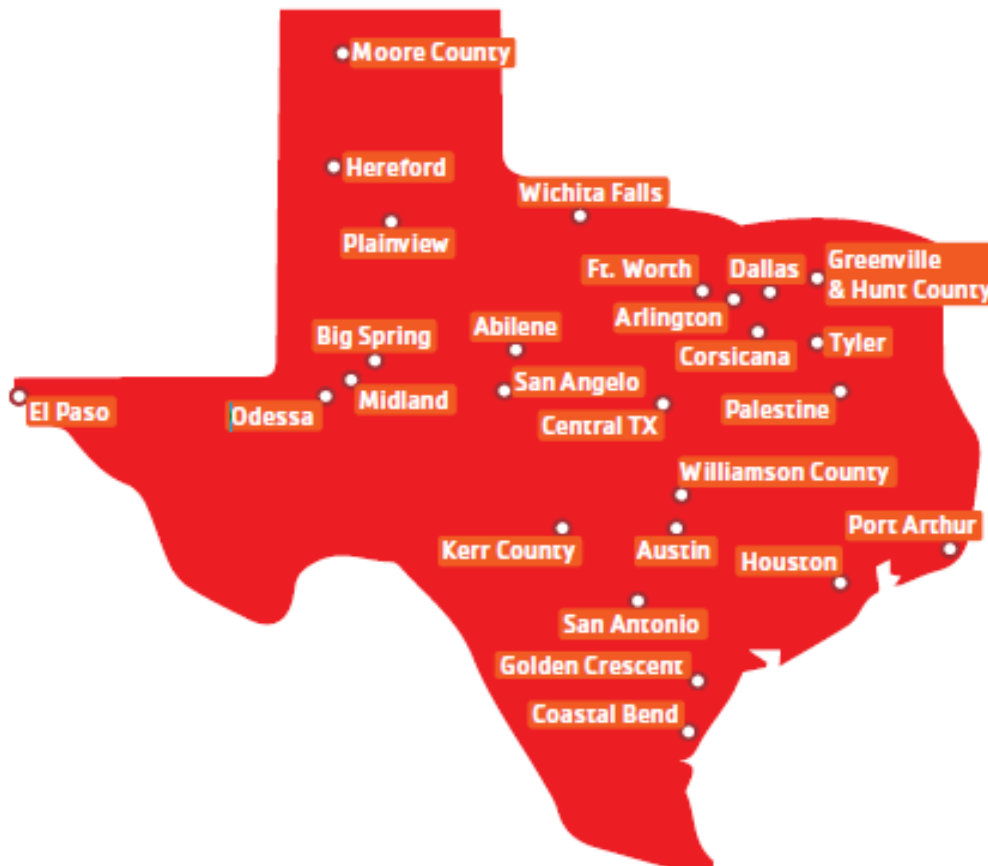 Moore County
Hereford
Wichita Falls
Plainview
Greenville
& Hunt County
Ft. Worth
Dallas
Arlington
Abilene
Big Spring
Corsicana
Tyler
San Angelo
Midland
El Paso
Odessa
Central TX
Palestine
Williamson County
Port Arthur
Kerr County
Austin
Houston
San Antonio
Golden Crescent
Coastal Bend